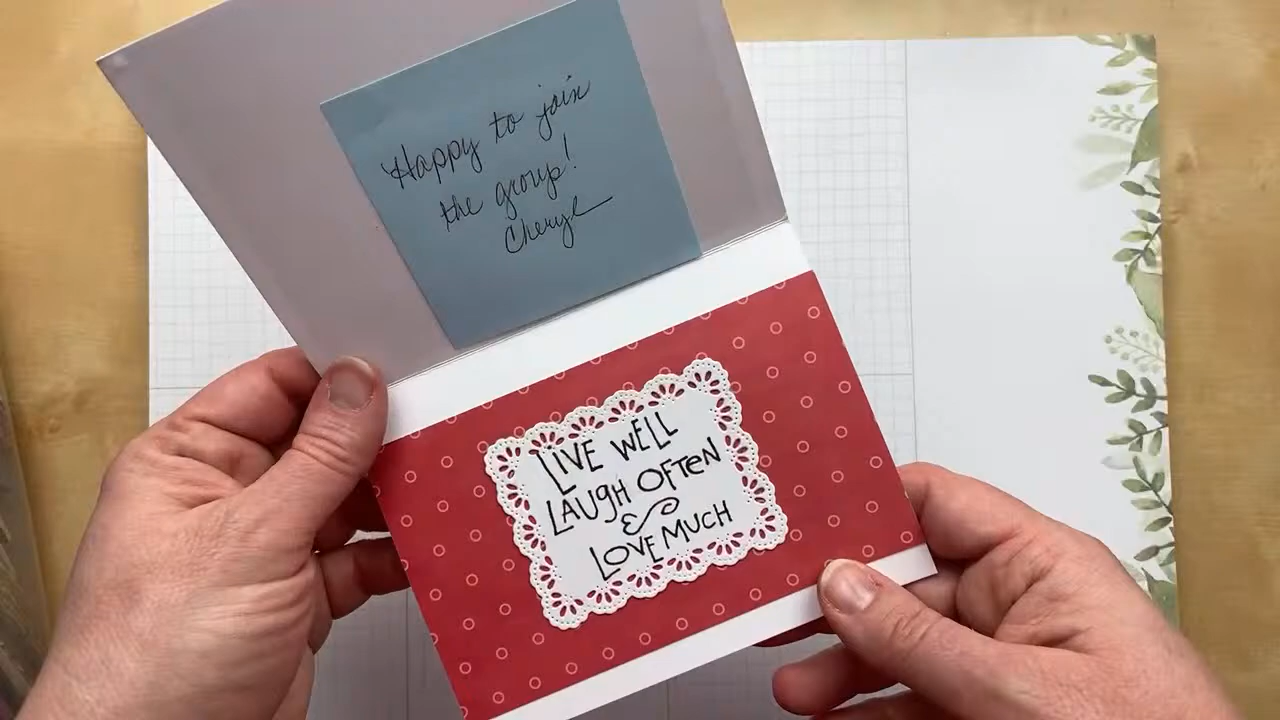 Happy to join
the group!
Cheryl
LIVE WELL
LAUGH OFTEN
&
LOVE MUCH